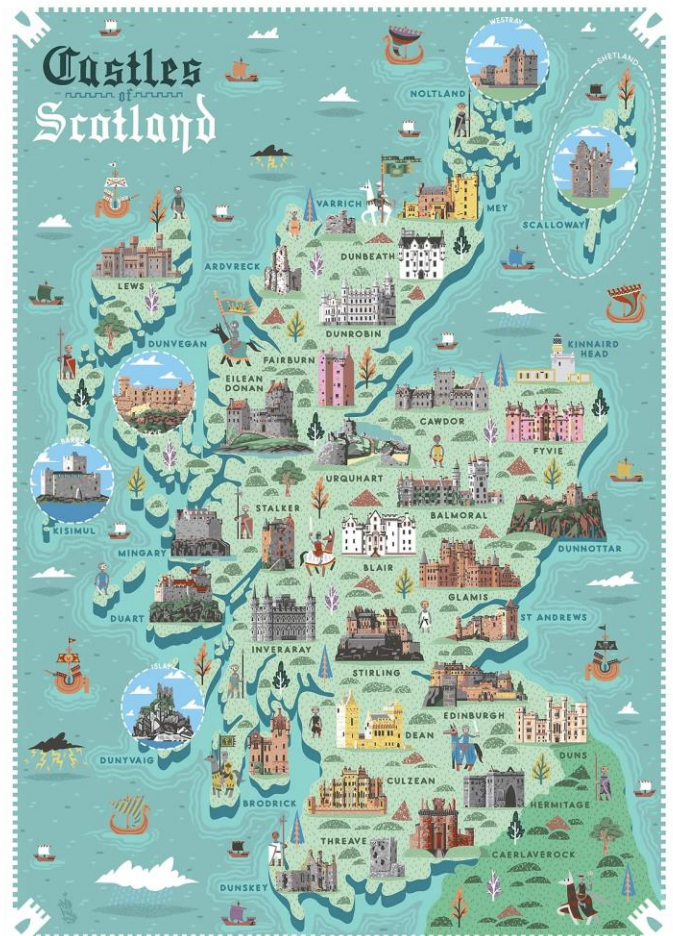 Castles
of
Scotland
WESTRAY
NOLTLAND
SHETLAND
SCALLOWAY
VARRICH
MEY
DUNBEATH
ARDVRECK
LEWS
DUNROBIN
DUNVEGAN
FAIRBURN
KINNAIRD
HEAD
EILEAN
DONAN
CAWDOR
FYVIE
BARRA
URQUHART
KISIMUL
STALKER
BALMORAL
MINGARY
DUNNOTTAR
BLAIR
GLAMIS
DUART
ST ANDREWS
INVERARAY
STIRLING
ISLAY
EDINBURGH
DEAN
DUNS
DUNYVAIG
CULZEAN
BRODRICK
HERMITAGE
THREAVE
CAERLAVEROCK
DUNSKEY